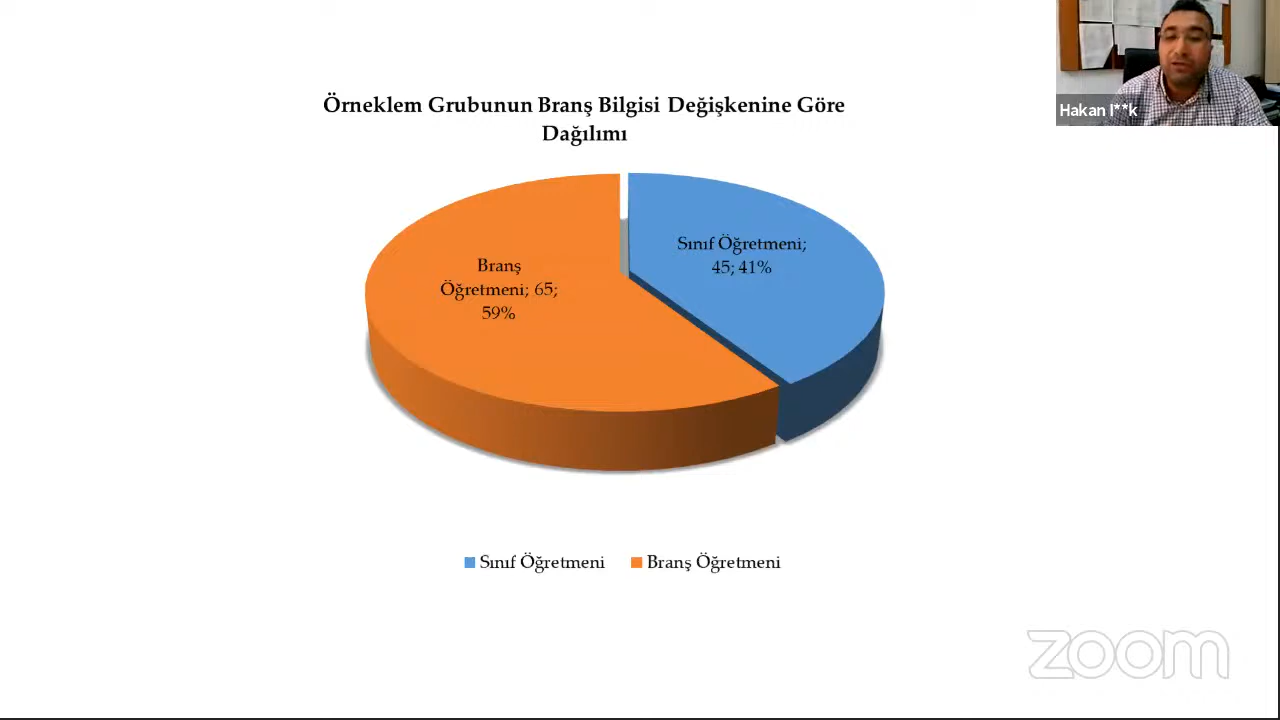 Hakan I**k
Örneklem Grubunun Branş Bilgisi Değişkenine Göre
Dağılımı
Sınıf Öğretmeni;
45; 41%
Branş
Öğretmeni; 65;
59%
Sınıf Öğretmeni
Branş Öğretmeni
zoom